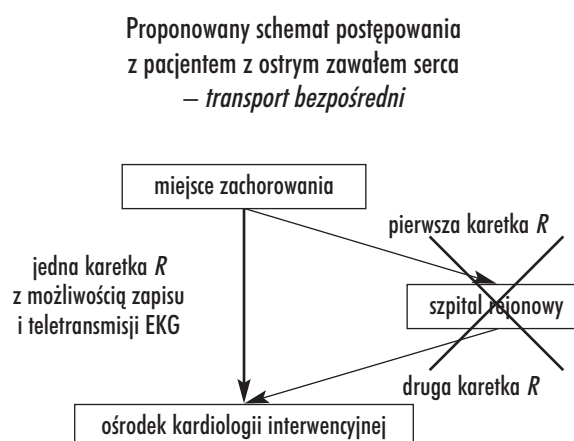 Proponowany schemat postępowania
z pacjentem z ostrym zawałem serca
– transport bezpośredni
miejsce zachorowania
pierwsza karetka R
jedna karetka R
z możliwością zapisu
i teletransmisji EKG
szpital rejonowy
druga karetka R
ośrodek kardiologii interwencyjnej